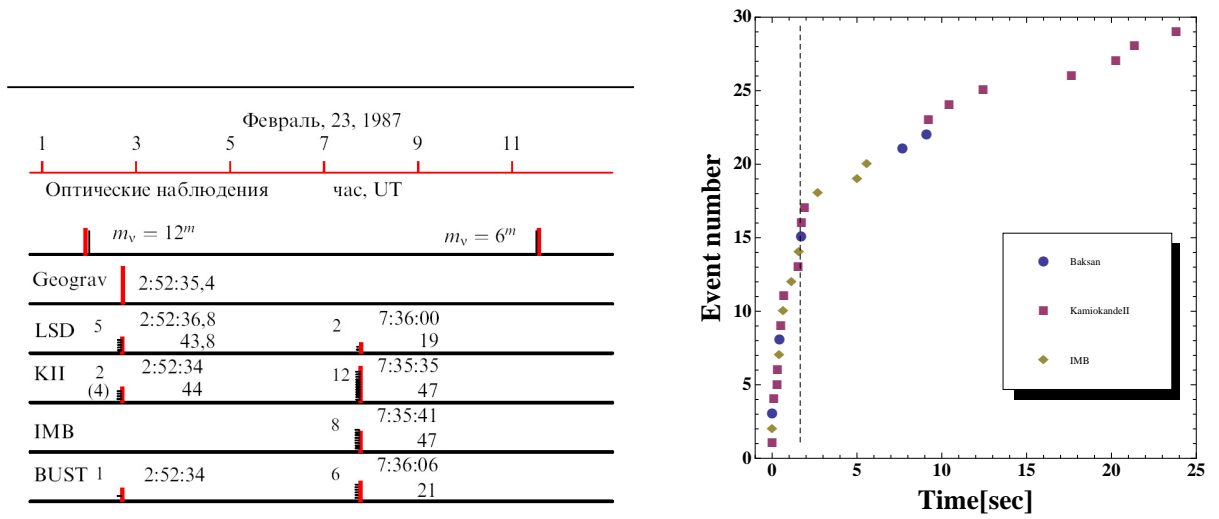 Февраль, 23, 1987
1 3 5 7 9 11
Оптические наблюдения час, UT
mᵥ = 12ᵐ mᵥ = 6ᵐ
Geograv 2:52:35,4
LSD 5 2:52:36,8 2 7:36:00
43,8 19
KII 2 2:52:34 12 7:35:35
(4) 44 47
IMB 8 7:35:41
47
BUST 1 2:52:34 6 7:36:06
21
Event number
30
25
20
15
10
5
0
Baksan
KamiokandeII
IMB
0 5 10 15 20 25
Time[sec]